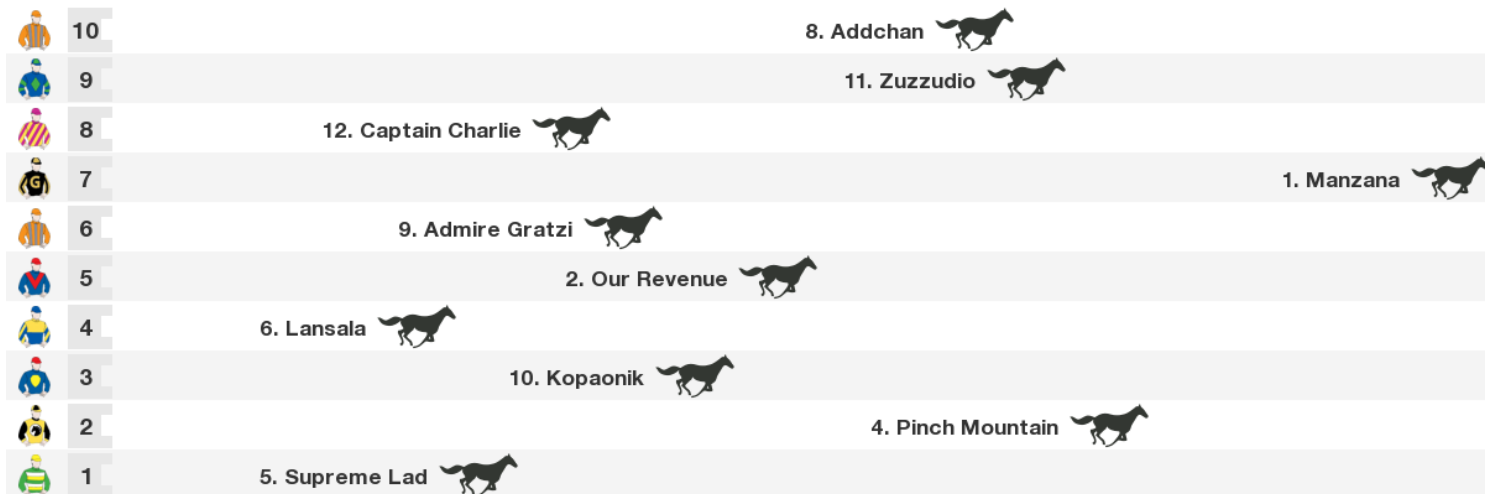 10 8. Addchan
9 11. Zuzzudio
8 12. Captain Charlie
7 1. Manzana
G
6 9. Admire Gratzi
5 2. Our Revenue
4 6. Lansala
3 10. Kopaonik
2 4. Pinch Mountain
1 5. Supreme Lad